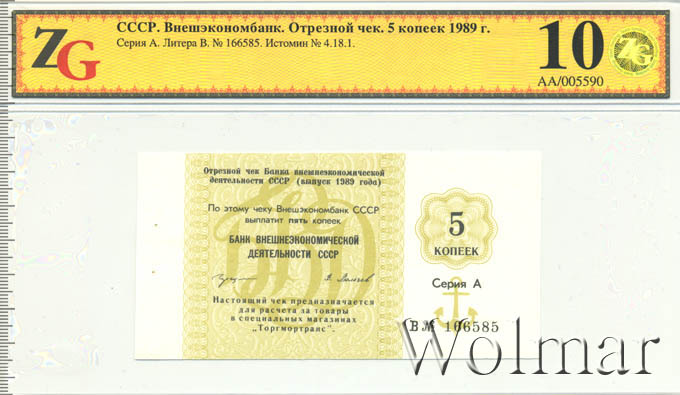 ZG
СССР. Внешэкономбанк. Отрезной чек. 5 копеек 1989 г.
Серия А. Литера В. № 166585. Истомин № 4.18.1.
10
AA/005590
Отрезной чек Банка внешнеэкономической
деятельности СССР (выпуск 1989 года)
По этому чеку Внешэкономбанк СССР
выплатит пять копеек
БАНК ВНЕШНЕЭКОНОМИЧЕСКОЙ
ДЕЯТЕЛЬНОСТИ СССР
Настоящий чек предназначается
для расчета за товары
в специальных магазинах
"Торгмортранс".
5
КОПЕЕК
Серия А
В № 166585
Wolmar